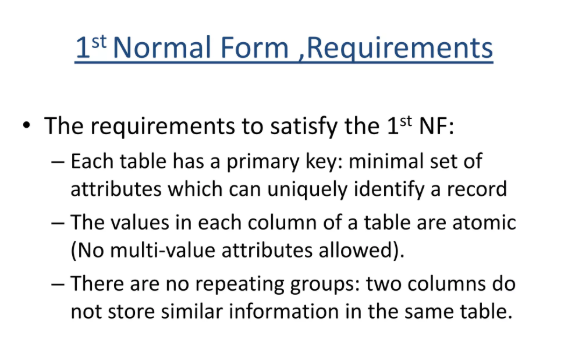 1st Normal Form ,Requirements
• The requirements to satisfy the 1st NF:
– Each table has a primary key: minimal set of
attributes which can uniquely identify a record
– The values in each column of a table are atomic
(No multi-value attributes allowed).
– There are no repeating groups: two columns do
not store similar information in the same table.